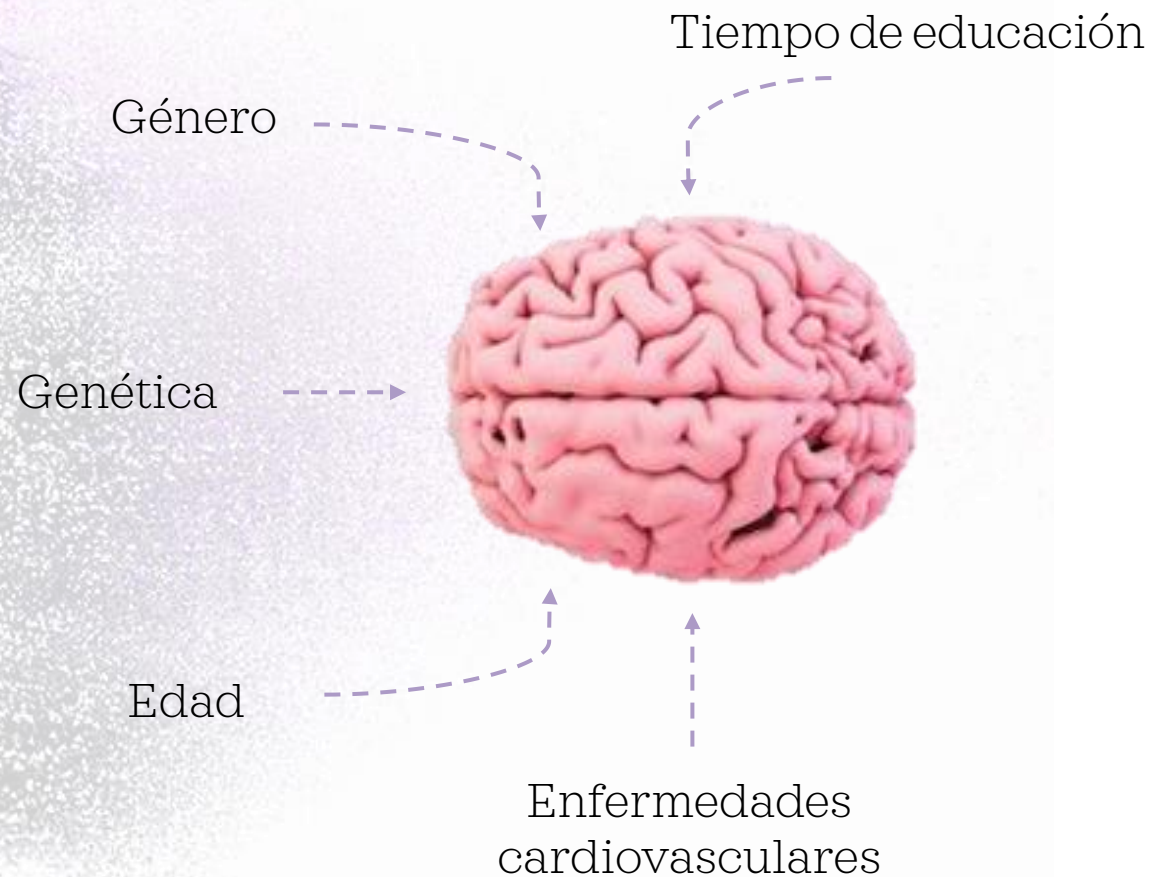 Tiempo de educación
Género
Genética
Edad
Enfermedades
cardiovasculares